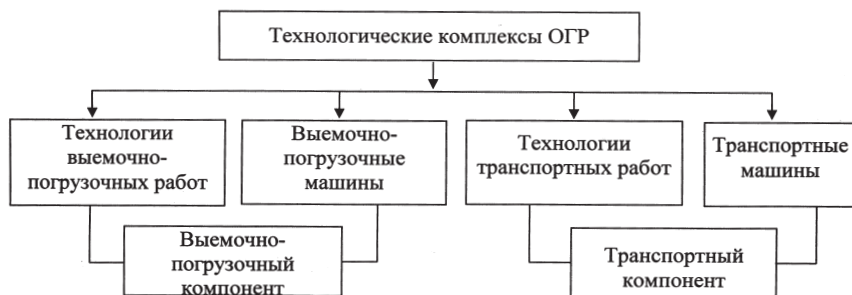 Технологические комплексы ОГР
Технологии
выемочно-
погрузочных работ
Выемочно-
погрузочные
машины
Технологии
транспортных работ
Транспортные
машины
Выемочно-
погрузочный
компонент
Транспортный
компонент